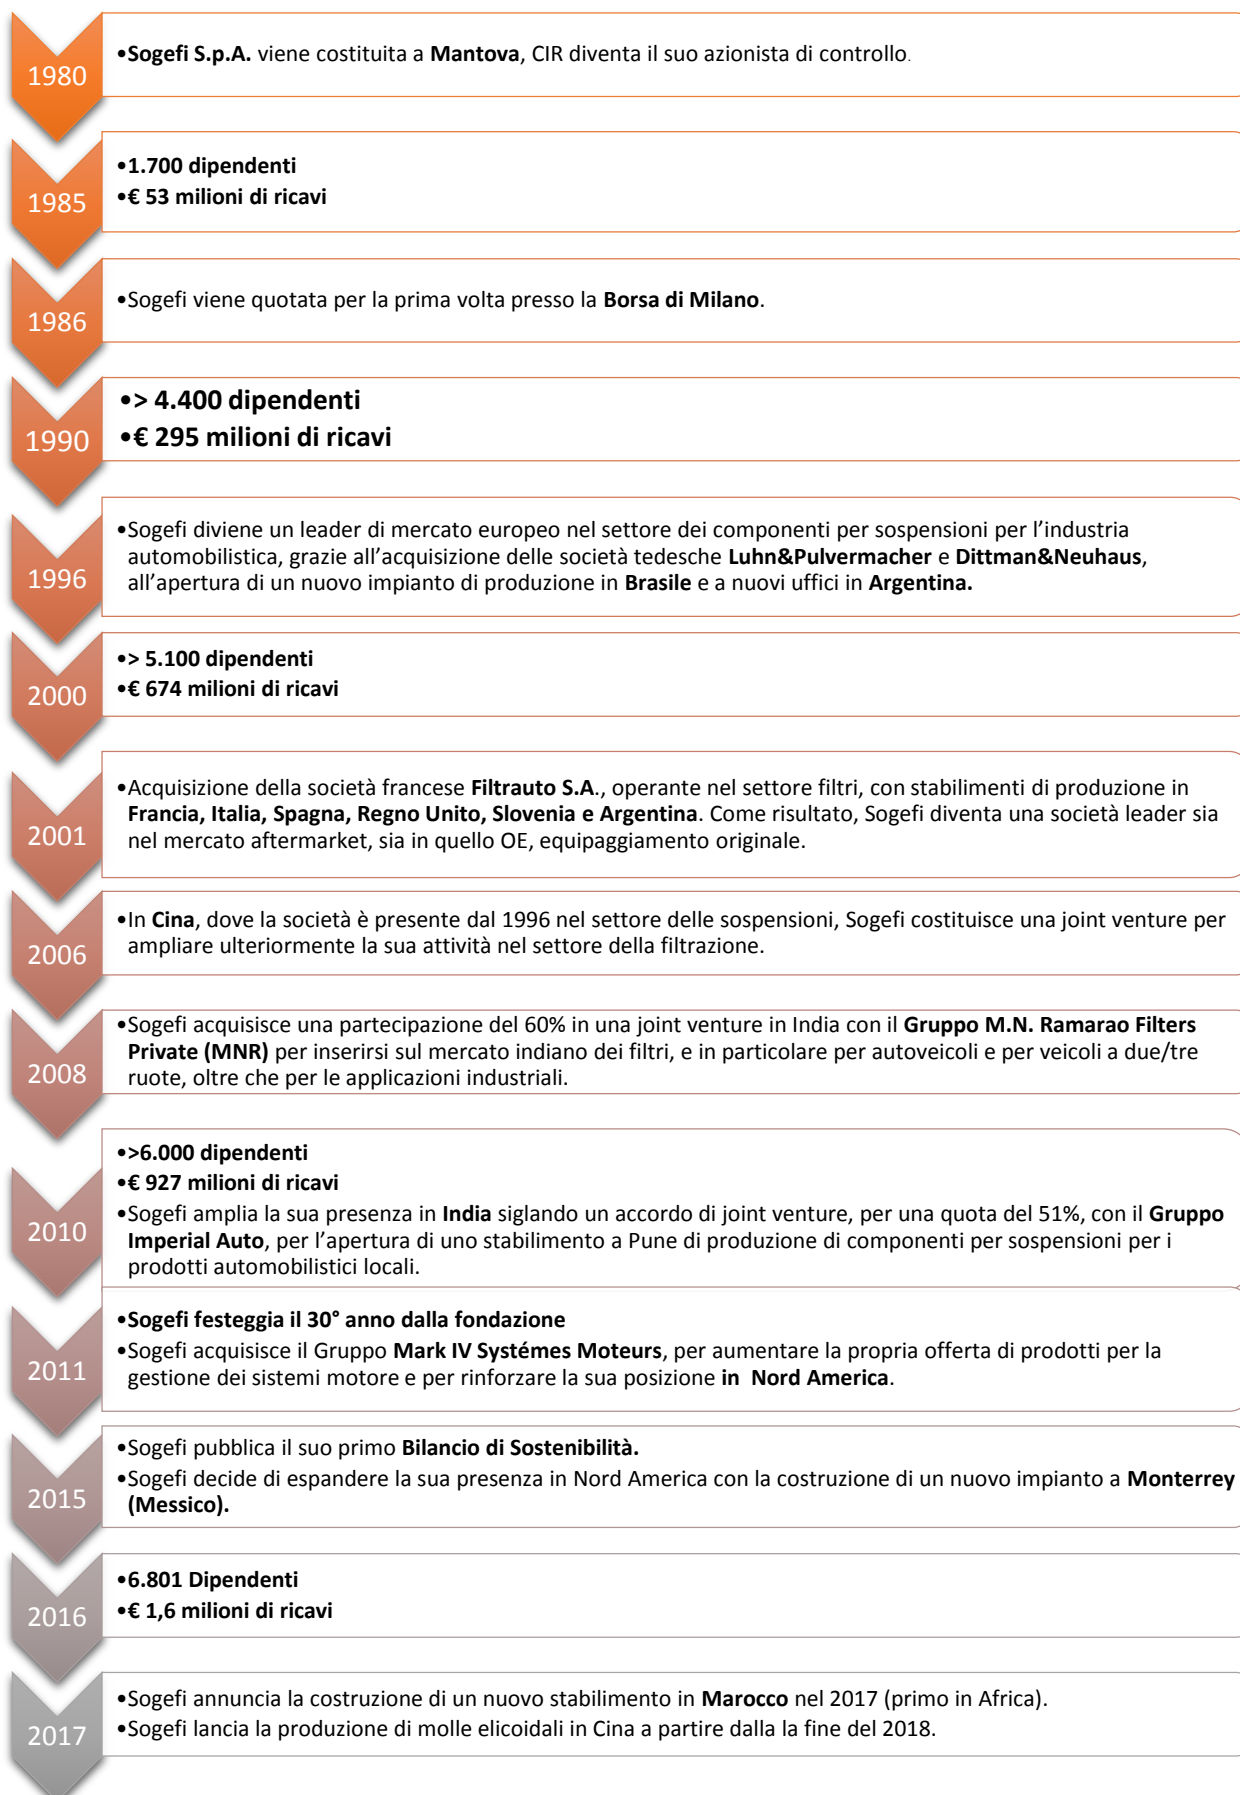 1980
•Sogefi S.p.A. viene costituita a Mantova, CIR diventa il suo azionista di controllo.
1985
•1.700 dipendenti
•€ 53 milioni di ricavi
1986
•Sogefi viene quotata per la prima volta presso la Borsa di Milano.
1990
•> 4.400 dipendenti
•€ 295 milioni di ricavi
1996
•Sogefi diviene un leader di mercato europeo nel settore dei componenti per sospensioni per l'industria
automobilistica, grazie all'acquisizione delle società tedesche Luhn&Pulvermacher e Dittman&Neuhaus,
all'apertura di un nuovo impianto di produzione in Brasile e a nuovi uffici in Argentina.
2000
•> 5.100 dipendenti
•€ 674 milioni di ricavi
2001
•Acquisizione della società francese Filtrauto S.A., operante nel settore filtri, con stabilimenti di produzione in
Francia, Italia, Spagna, Regno Unito, Slovenia e Argentina. Come risultato, Sogefi diventa una società leader sia
nel mercato aftermarket, sia in quello OE, equipaggiamento originale.
2006
•In Cina, dove la società è presente dal 1996 nel settore delle sospensioni, Sogefi costituisce una joint venture per
ampliare ulteriormente la sua attività nel settore della filtrazione.
2008
•Sogefi acquisisce una partecipazione del 60% in una joint venture in India con il Gruppo M.N. Ramarao Filters
Private (MNR) per inserirsi sul mercato indiano dei filtri, e in particolare per autoveicoli e per veicoli a due/tre
ruote, oltre che per le applicazioni industriali.
2010
•>6.000 dipendenti
•€ 927 milioni di ricavi
•Sogefi amplia la sua presenza in India siglando un accordo di joint venture, per una quota del 51%, con il Gruppo
Imperial Auto, per l'apertura di uno stabilimento a Pune di produzione di componenti per sospensioni per i
prodotti automobilistici locali.
2011
•Sogefi festeggia il 30° anno dalla fondazione
•Sogefi acquisisce il Gruppo Mark IV Systémes Moteurs, per aumentare la propria offerta di prodotti per la
gestione dei sistemi motore e per rinforzare la sua posizione in Nord America.
2015
•Sogefi pubblica il suo primo Bilancio di Sostenibilità.
•Sogefi decide di espandere la sua presenza in Nord America con la costruzione di un nuovo impianto a Monterrey
(Messico).
2016
•6.801 Dipendenti
•€ 1,6 milioni di ricavi
2017
•Sogefi annuncia la costruzione di un nuovo stabilimento in Marocco nel 2017 (primo in Africa).
•Sogefi lancia la produzione di molle elicoidali in Cina a partire dalla la fine del 2018.